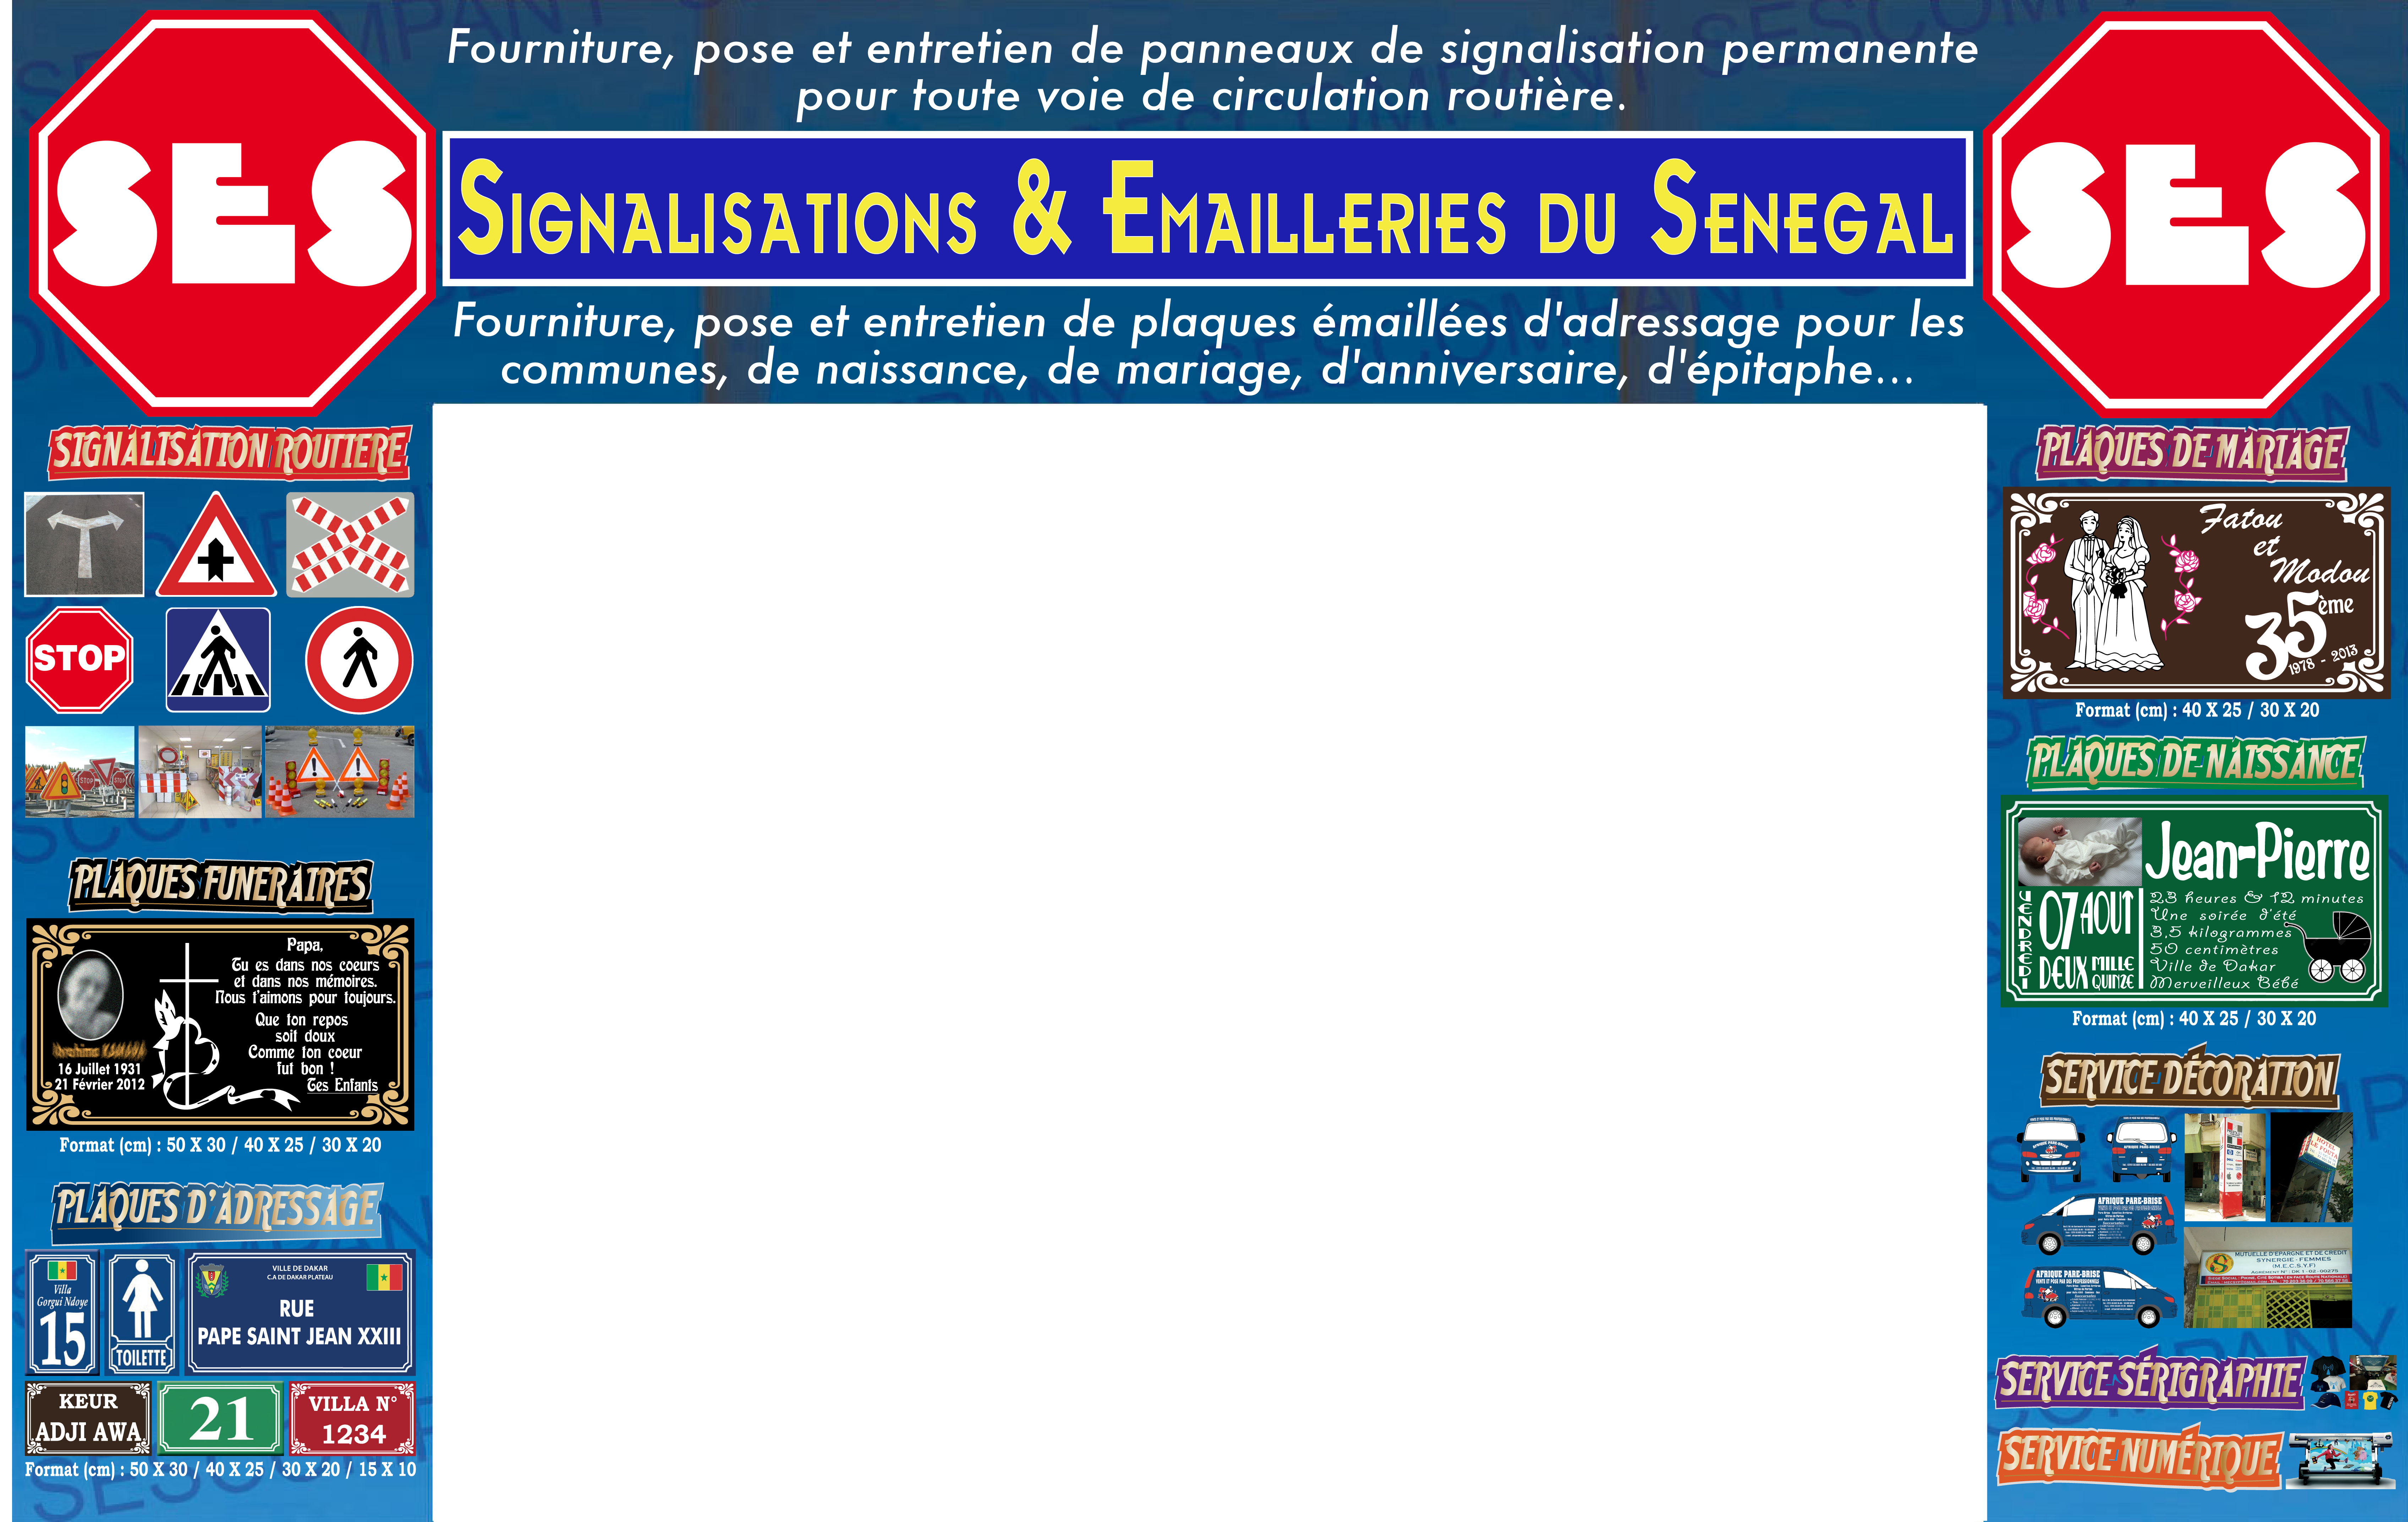 SES
Fourniture, pose et entretien de panneaux de signalisation permanente
pour toute voie de circulation routière.
SIGNALISATIONS & EMAILLERIES DU SENEGAL
Fourniture, pose et entretien de plaques émaillées d'adressage pour les
communes, de naissance, de mariage, d'anniversaire, d'épitaphe...
SES
SIGNALISATION ROUTIERE
STOP
PLAQUES FUNERAIRES
Papa,
Tu es dans nos coeurs
et dans nos mémoires.
Nous t'aimons pour toujours.
Que ton repos
soit doux
Comme ton coeur
fut bon !
Tes Enfants
16 Juillet 1931
21 Février 2012
Format (cm) : 50 X 30 / 40 X 25 / 30 X 20
PLAQUES D'ADRESSAGE
Villa
Gorgui Ndoye
15
TOILETTE
VILLE DE DAKAR
C.A DE DAKAR PLATEAU
RUE
PAPE SAINT JEAN XXIII
KEUR
ADJI AWA
21
VILLA N°
1234
Format (cm) : 50 X 30 / 40 X 25 / 30 X 20 / 15 X 10
PLAQUES DE MARIAGE
Fatou
et
Modou
35ème
1978 - 2013
Format (cm) : 40 X 25 / 30 X 20
PLAQUES DE NAISSANCE
Jean-Pierre
VENDREDI
07 AOUT
DEUX MILLE
QUINZE
23 heures & 12 minutes
Une soirée d'été
3,5 kilogrammes
50 centimètres
Ville de Dakar
Merveilleux Bébé
Format (cm) : 40 X 25 / 30 X 20
SERVICE DÉCORATION
AFRIQUE PARE-BRISE
AFRIQUE PARE-BRISE
VENTE ET POSE PAR DES PROFESSIONNELS
MUTUELLE D'EPARGNE ET DE CREDIT
SYNERGIE - FEMMES
(M.E.C.S.Y.F)
SERVICE SÉRIGRAPHIE
SERVICE NUMÉRIQUE